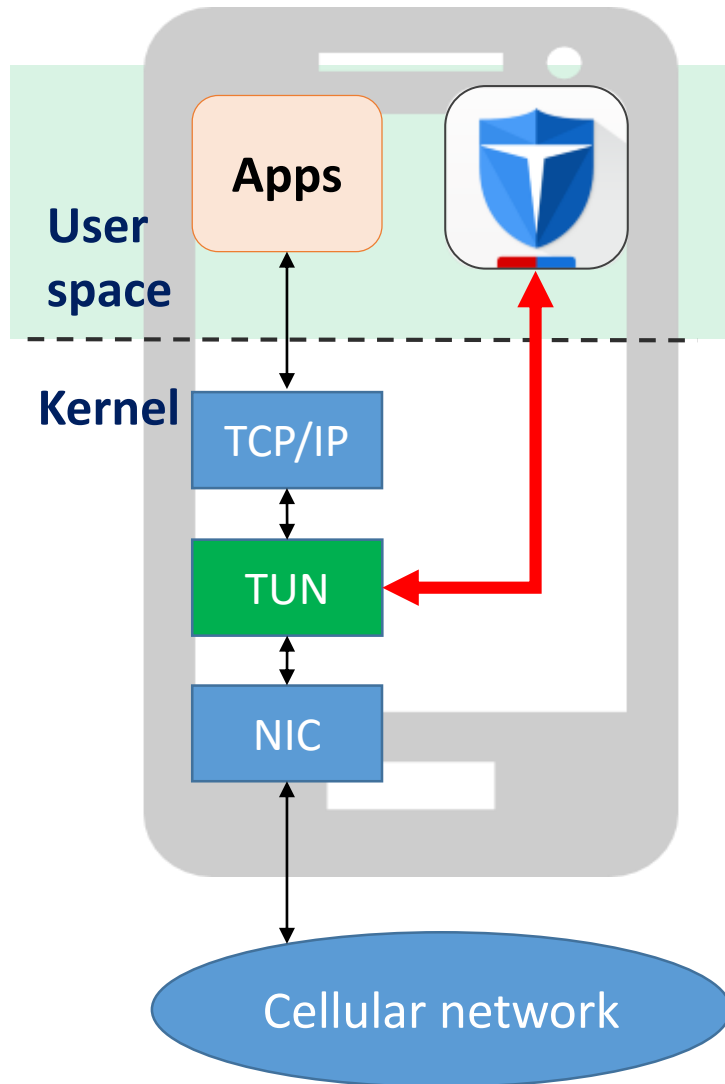 Apps
User
space
Kernel
TCP/IP
TUN
NIC
Cellular network